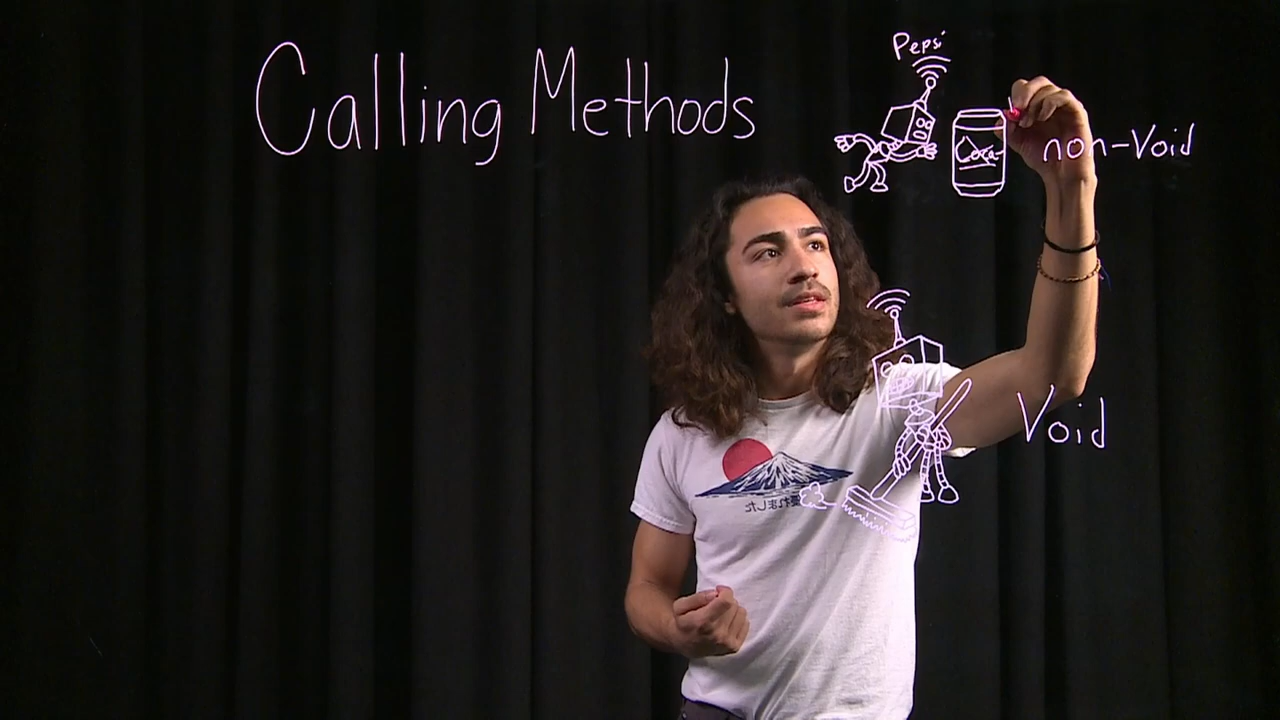 Calling Methods
Pepsi
Coca-
non-Void
Void